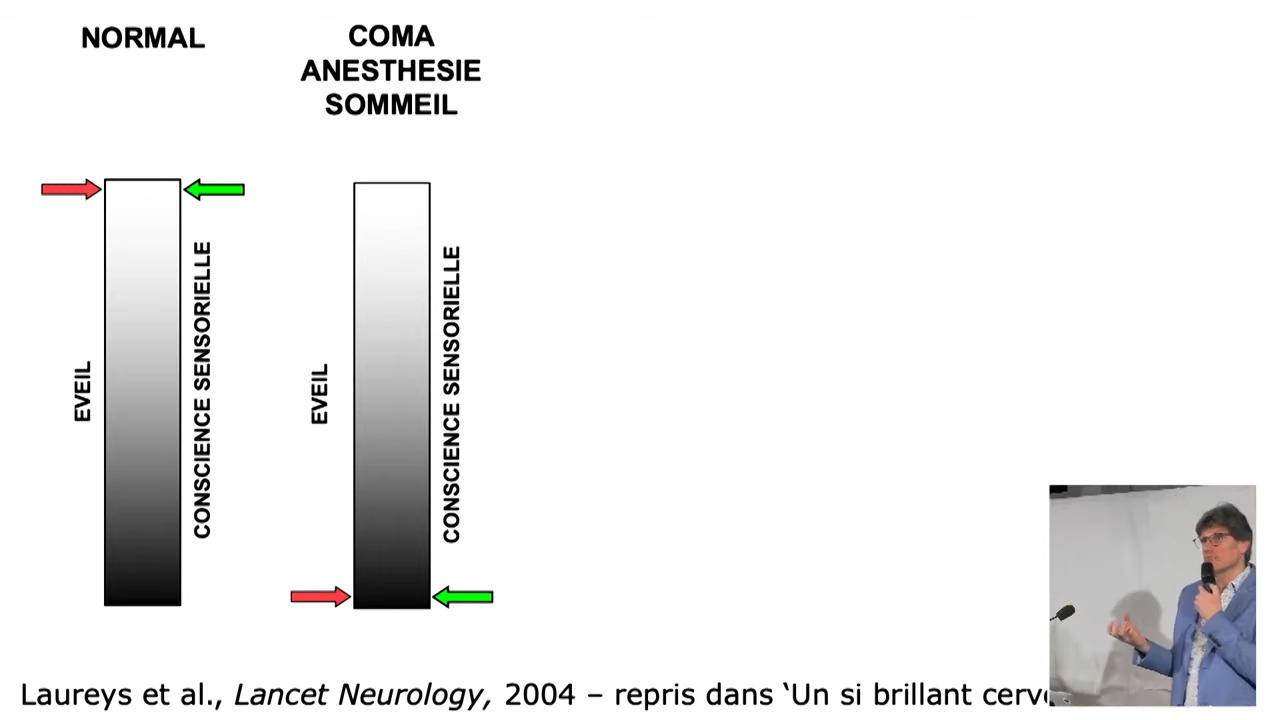 NORMAL
COMA
ANESTHESIE
SOMMEIL
EVEIL
CONSCIENCE SENSORIELLE
EVEIL
CONSCIENCE SENSORIELLE
Laureys et al., Lancet Neurology, 2004 – repris dans ‘Un si brillant